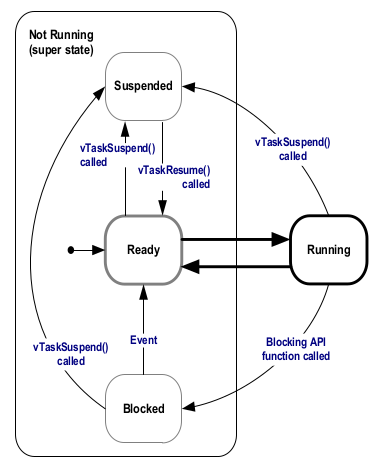 Not Running
(super state)
Suspended
vTaskSuspend()
called
vTaskResume()
called
vTaskSuspend()
called
Ready
Running
Event
vTaskSuspend()
called
Blocking API
function called
Blocked